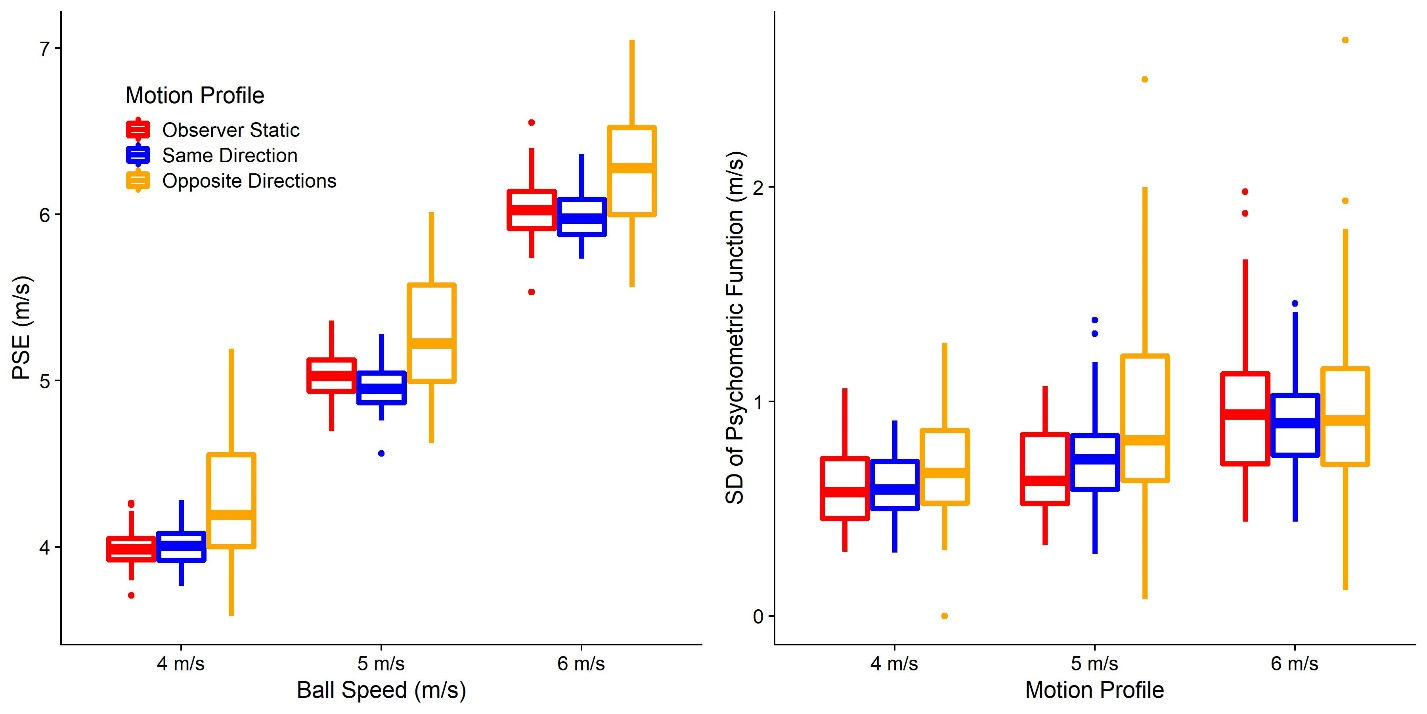 PSE (m/s)
7
6
5
4
Motion Profile
Observer Static
Same Direction
Opposite Directions
4 m/s
5 m/s
6 m/s
Ball Speed (m/s)
SD of Psychometric Function (m/s)
2
1
0
4 m/s
5 m/s
6 m/s
Motion Profile